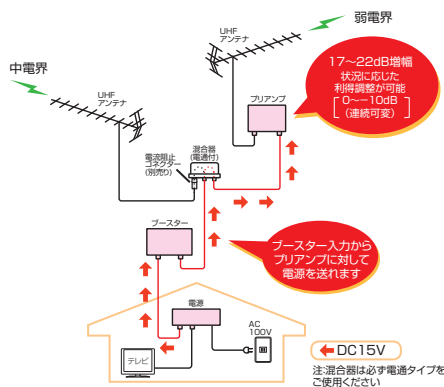 弱電界
UHF
アンテナ
中電界
UHF
アンテナ
17〜22dB増幅
状況に応じた
利得調整が可能
0〜−10dB
（連続可変）
プリアンプ
混合器
(電通付)
電流阻止
コネクター
(別売り)
ブースター
ブースター入力から
プリアンプに対して
電源を送れます
電源
AC
100V
テレビ
DC15V
注:混合器は必ず電通タイプを
ご使用ください